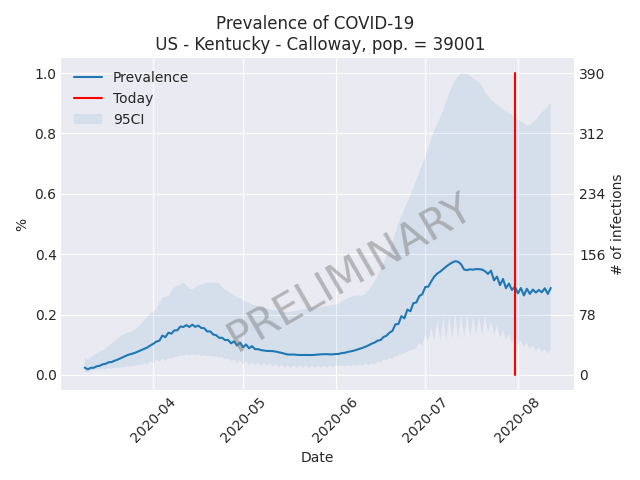 Prevalence of COVID-19
US - Kentucky - Calloway, pop. = 39001
Prevalence
Today
95CI
PRELIMINARY
1.0
0.8
0.6
0.4
0.2
0.0
%
390
312
234
156
78
0
# of infections
2020-04
2020-05
2020-06
2020-07
2020-08
Date